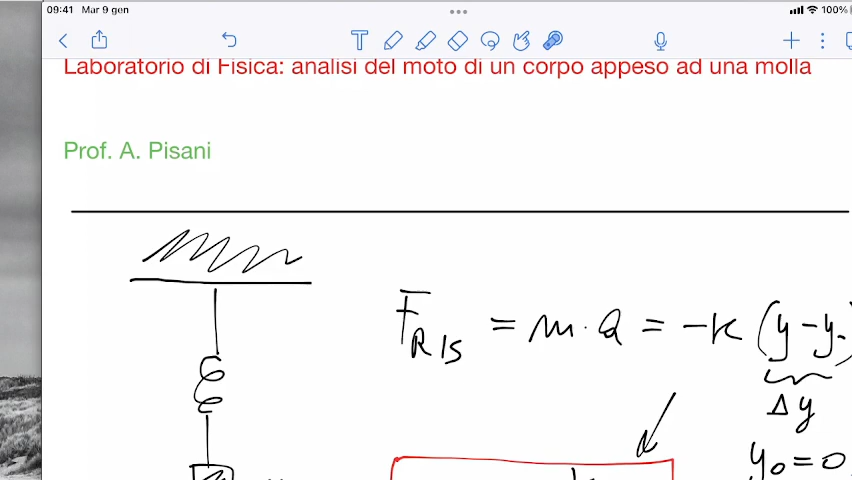 09:41 Mar 9 gen
100%
Laboratorio di Fisica: analisi del moto di un corpo appeso ad una molla
Prof. A. Pisani
F RIS = m · a = -k (y - y₀)
Δy
y₀ = 0